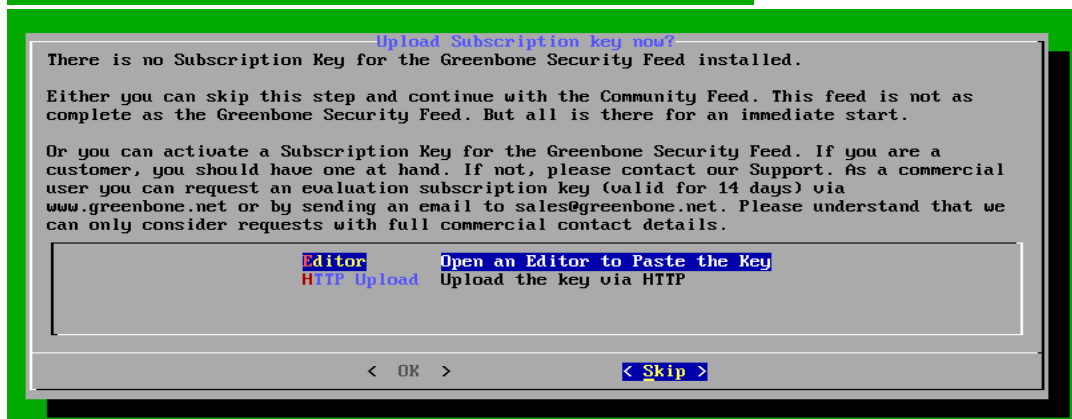 Upload Subscription key now?
There is no Subscription Key for the Greenbone Security Feed installed.
Either you can skip this step and continue with the Community Feed. This feed is not as
complete as the Greenbone Security Feed. But all is there for an immediate start.
Or you can activate a Subscription Key for the Greenbone Security Feed. If you are a
customer, you should have one at hand. If not, please contact our Support. As a commercial
user you can request an evaluation subscription key (valid for 14 days) via
www.greenbone.net or by sending an email to sales@greenbone.net. Please understand that we
can only consider requests with full commercial contact details.
Editor Open an Editor to Paste the Key
HTTP Upload Upload the key via HTTP
< OK > < Skip >